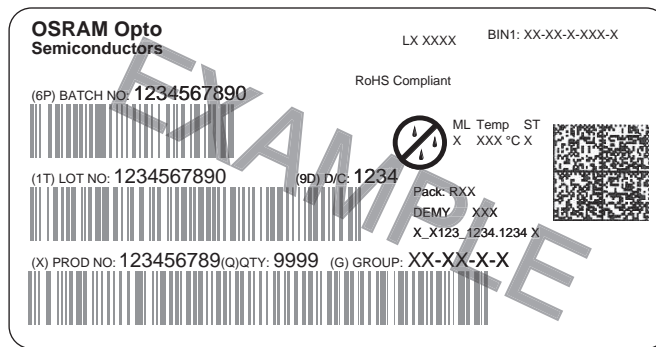 OSRAM Opto
Semiconductors
LX XXXX
BIN1: XX-XX-X-XXX-X
RoHS Compliant
(6P) BATCH NO: 1234567890
ML Temp ST
X XXX °C X
(1T) LOT NO: 1234567890 (9D) D/C: 1234
Pack: RXX
DEMY XXX
X_X123_1234.1234 X
(X) PROD NO: 123456789(Q)QTY: 9999 (G) GROUP: XX-XX-X-X
EXAMPLE